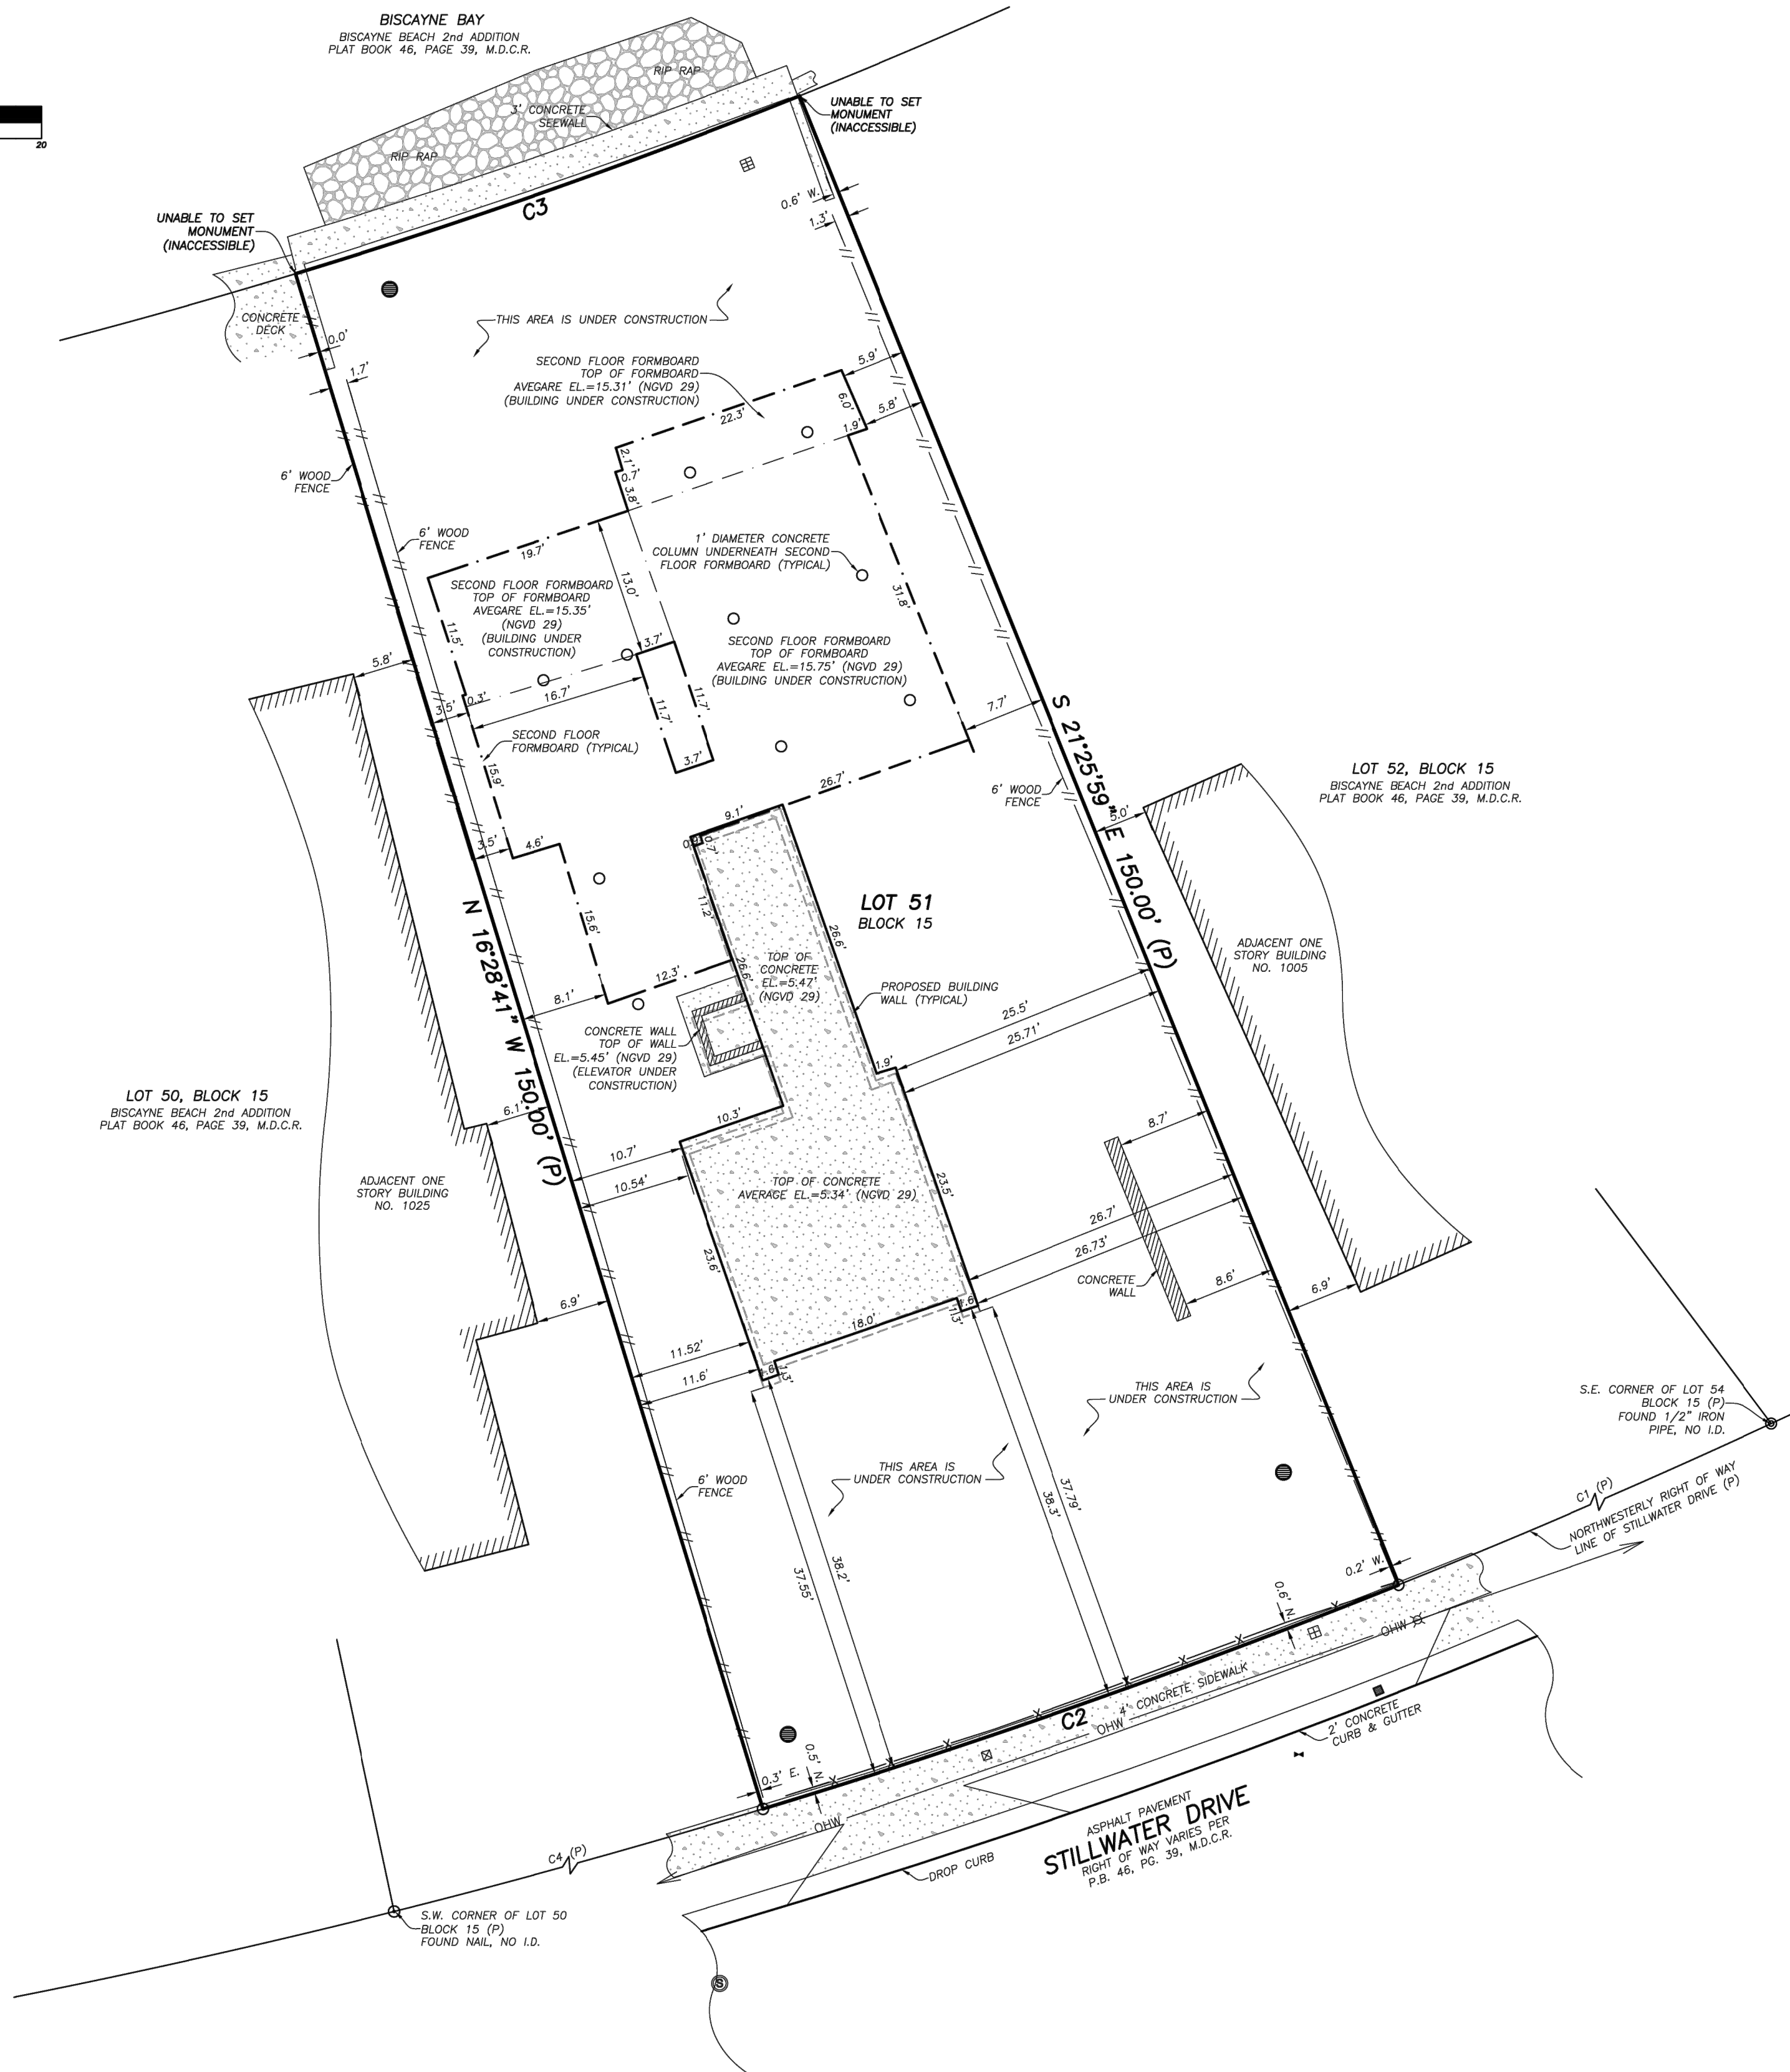 BISCAYNE BAY
BISCAYNE BEACH 2nd ADDITION
PLAT BOOK 46, PAGE 39, M.D.C.R.
20
RIP RAP
3' CONCRETE
SEEWALL
RIP RAP
UNABLE TO SET
MONUMENT
(INACCESSIBLE)
UNABLE TO SET
MONUMENT
(INACCESSIBLE)
C3
0.6' W.
1.3'
CONCRETE
DECK
0.0'
1.7'
THIS AREA IS UNDER CONSTRUCTION
SECOND FLOOR FORMBOARD
TOP OF FORMBOARD
AVEGARE EL.=15.31' (NGVD 29)
(BUILDING UNDER CONSTRUCTION)
5.9'
6.0'
5.8'
22.3'
1.9'
2.1'
0.7'
3.8'
6' WOOD
FENCE
6' WOOD
FENCE
19.7'
13.0'
1' DIAMETER CONCRETE
COLUMN UNDERNEATH SECOND
FLOOR FORMBOARD (TYPICAL)
31.8'
SECOND FLOOR FORMBOARD
TOP OF FORMBOARD
AVEGARE EL.=15.35'
(NGVD 29)
(BUILDING UNDER
CONSTRUCTION)
11.5'
3.7'
SECOND FLOOR FORMBOARD
TOP OF FORMBOARD
AVEGARE EL.=15.75' (NGVD 29)
(BUILDING UNDER CONSTRUCTION)
5.8'
3.5'
0.3'
16.7'
11.7'
11.7'
3.7'
7.7'
SECOND FLOOR
FORMBOARD (TYPICAL)
15.9'
26.7'
S 21°25'59" E 150.00' (P)
6' WOOD
FENCE
5.0'
LOT 52, BLOCK 15
BISCAYNE BEACH 2nd ADDITION
PLAT BOOK 46, PAGE 39, M.D.C.R.
9.1'
0.7'
3.5'
4.6'
11.2'
15.6'
12.3'
8.1'
26.6'
26.6'
LOT 51
BLOCK 15
ADJACENT ONE
STORY BUILDING
NO. 1005
TOP OF
CONCRETE
EL.=5.47'
(NGVD 29)
PROPOSED BUILDING
WALL (TYPICAL)
N 16°28'41" W 150.00' (P)
CONCRETE WALL
TOP OF WALL
EL.=5.45' (NGVD 29)
(ELEVATOR UNDER
CONSTRUCTION)
1.9'
25.5'
25.71'
LOT 50, BLOCK 15
BISCAYNE BEACH 2nd ADDITION
PLAT BOOK 46, PAGE 39, M.D.C.R.
6.1'
10.3'
8.7'
10.7'
10.54'
ADJACENT ONE
STORY BUILDING
NO. 1025
TOP OF CONCRETE
AVERAGE EL.=5.34' (NGVD 29)
23.5'
23.6'
26.7'
26.73'
CONCRETE
WALL
8.6'
6.9'
6.9'
18.0'
1.6'
1.3'
11.52'
11.6'
1.6'
1.3'
THIS AREA IS
UNDER CONSTRUCTION
S.E. CORNER OF LOT 54
BLOCK 15 (P)
FOUND 1/2" IRON
PIPE, NO I.D.
6' WOOD
FENCE
THIS AREA IS
UNDER CONSTRUCTION
37.79'
38.3'
38.2'
37.55'
C1 (P)
NORTHWESTERLY RIGHT OF WAY
LINE OF STILLWATER DRIVE (P)
0.2' W.
0.6' N.
OHW
4' CONCRETE SIDEWALK
C2
OHW
2' CONCRETE
CURB & GUTTER
0.3' E.
0.5' N.
OHW
ASPHALT PAVEMENT
STILLWATER DRIVE
RIGHT OF WAY VARIES PER
P.B. 46, PG. 39, M.D.C.R.
DROP CURB
C4 (P)
S.W. CORNER OF LOT 50
BLOCK 15 (P)
FOUND NAIL, NO I.D.
S